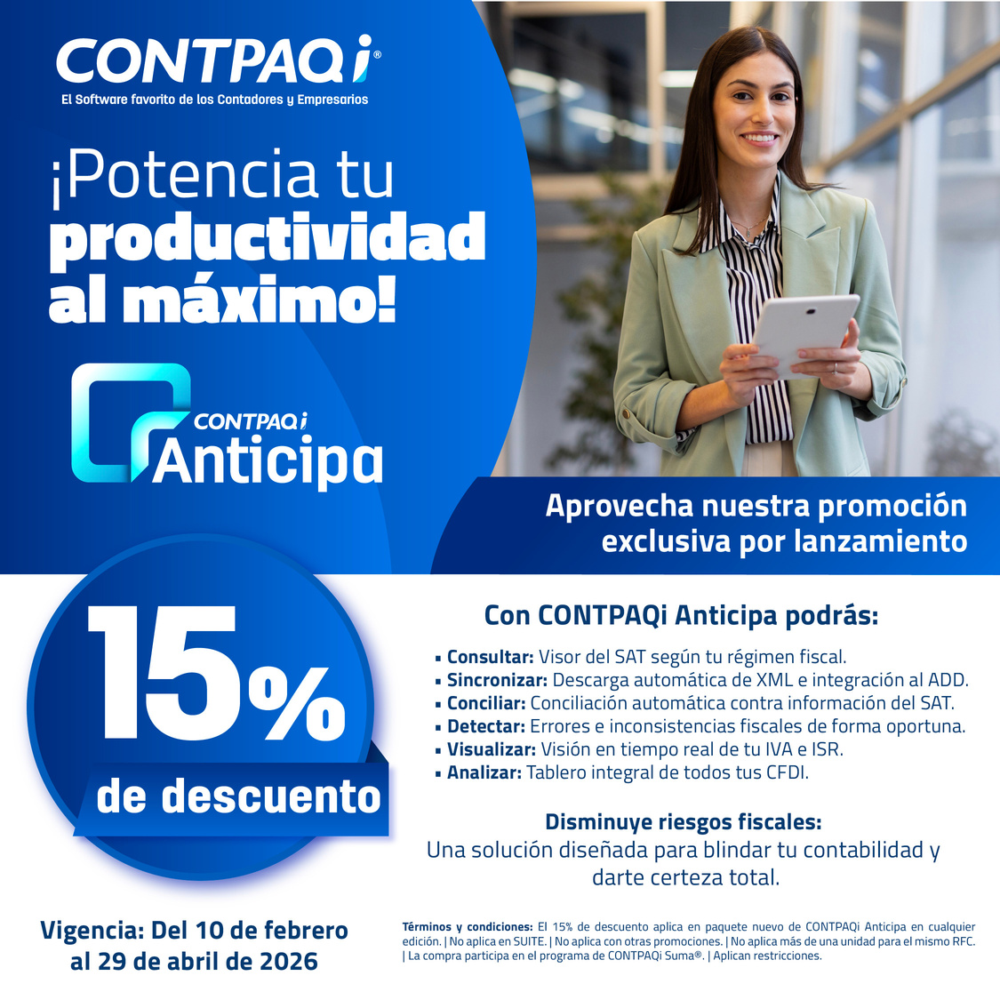 CONTPAQi®
El Software favorito de los Contadores y Empresarios
¡Potencia tu
productividad
al máximo!
CONTPAQi
Anticipa
Aprovecha nuestra promoción
exclusiva por lanzamiento
15%
de descuento
Con CONTPAQi Anticipa podrás:
▪ Consultar: Visor del SAT según tu régimen fiscal.
▪ Sincronizar: Descarga automática de XML e integración al ADD.
▪ Conciliar: Conciliación automática contra información del SAT.
▪ Detectar: Errores e inconsistencias fiscales de forma oportuna.
▪ Visualizar: Visión en tiempo real de tu IVA e ISR.
▪ Analizar: Tablero integral de todos tus CFDI.
Disminuye riesgos fiscales:
Una solución diseñada para blindar tu contabilidad y
darte certeza total.
Vigencia: Del 10 de febrero
al 29 de abril de 2026
Términos y condiciones: El 15% de descuento aplica en paquete nuevo de CONTPAQi Anticipa en cualquier
edición. | No aplica en SUITE. | No aplica con otras promociones. | No aplica más de una unidad para el mismo RFC.
| La compra participa en el programa de CONTPAQi Suma®. | Aplican restricciones.